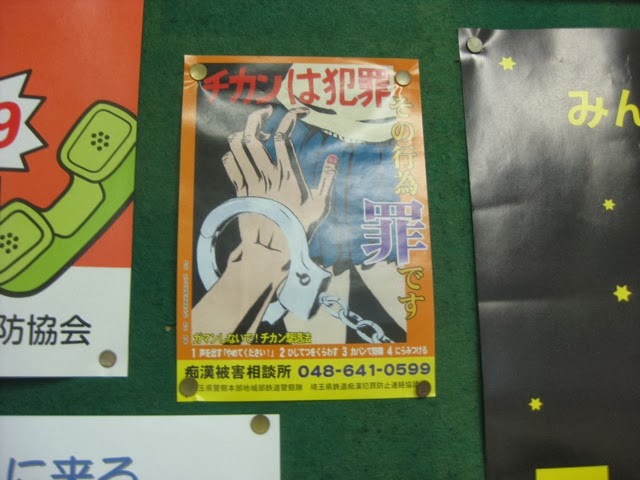 チカンは犯罪
その行為
罪です
ガマンしないで!チカン撃退法
1 声を出す「やめてください!」 2 ひじてつをくらわす 3 カバンで防御 4 にらみつける
痴漢被害相談所 048-641-0599
埼玉県警察本部地域部鉄道警察隊 埼玉県鉄道痴漢犯罪防止連絡協議会
9
防協会
みん
に来る